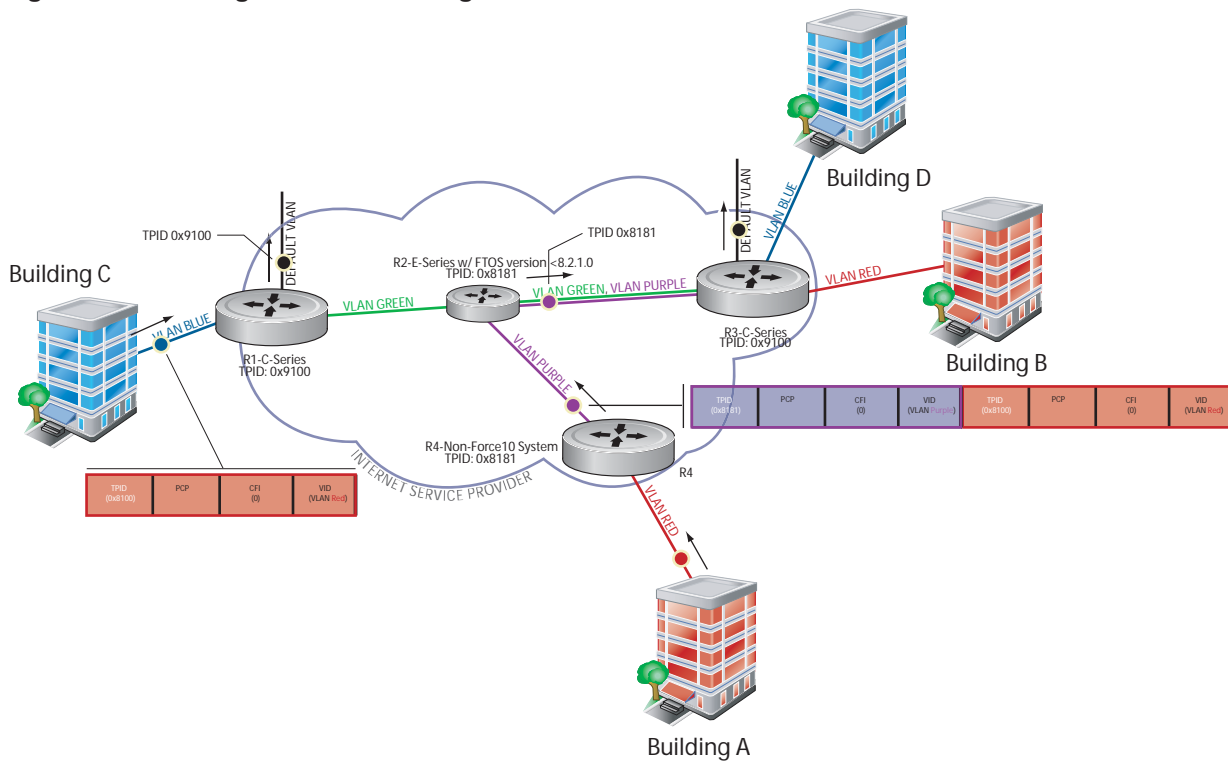 Building D
DEFAULT VLAN
DEFAULT VLAN
VLAN BLUE
TPID 0x9100
TPID 0x8181
Building C
R2-E-Series w/ FTOS version <8.2.1.0
TPID: 0x8181
VLAN RED
VLAN BLUE
VLAN GREEN
VLAN GREEN, VLAN PURPLE
R1-C-Series
TPID: 0x9100
R3-C-Series
TPID: 0x9100
Building B
VLAN PURPLE
TPID
(0x8181)
PCP
CFI
(0)
VID
(VLAN Purple)
TPID
(0x8100)
PCP
CFI
(0)
VID
(VLAN Red)
R4-Non-Force10 System
TPID: 0x8181
R4
INTERNET SERVICE PROVIDER
TPID
(0x8100)
PCP
CFI
(0)
VID
(VLAN Red)
VLAN RED
Building A